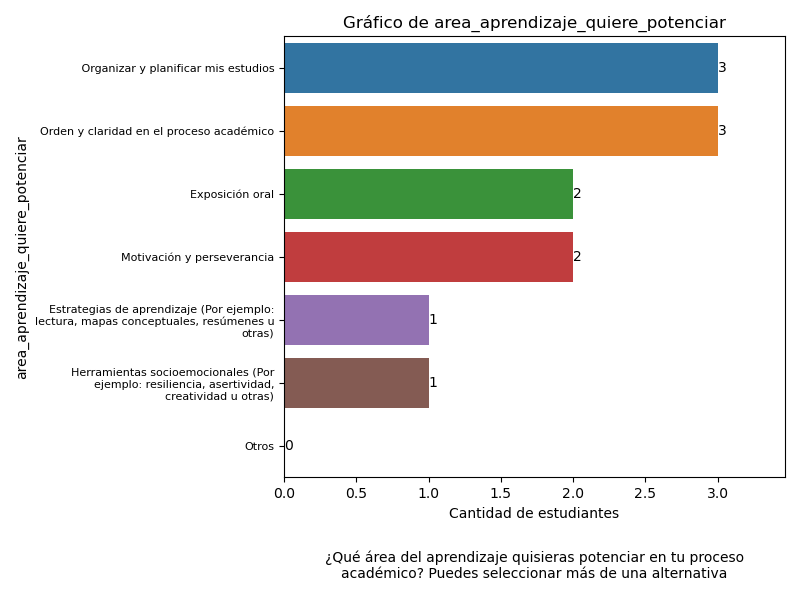 Gráfico de area_aprendizaje_quiere_potenciar
area_aprendizaje_quiere_potenciar
Organizar y planificar mis estudios
3
Orden y claridad en el proceso académico
3
Exposición oral
2
Motivación y perseverancia
2
Estrategias de aprendizaje (Por ejemplo:
lectura, mapas conceptuales, resúmenes u
otras)
1
Herramientas socioemocionales (Por
ejemplo: resiliencia, asertividad,
creatividad u otras)
1
Otros
0
0.0 0.5 1.0 1.5 2.0 2.5 3.0
Cantidad de estudiantes
¿Qué área del aprendizaje quisieras potenciar en tu proceso
académico? Puedes seleccionar más de una alternativa